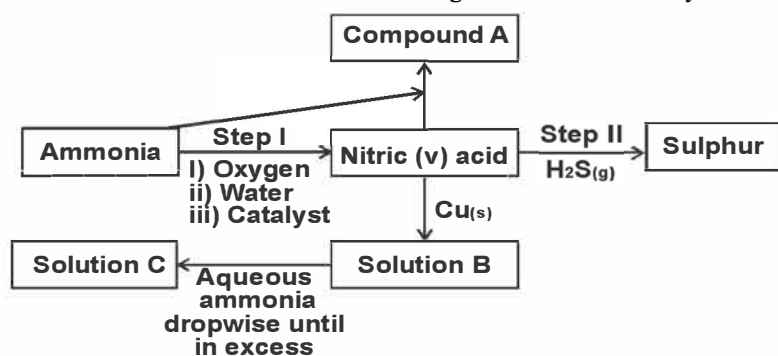 Compound A
Ammonia
Step I
I) Oxygen
ii) Water
iii) Catalyst
Nitric (v) acid
Step II
H₂S(g)
Sulphur
Cu(s)
Solution C
Aqueous
ammonia
dropwise until
in excess
Solution B